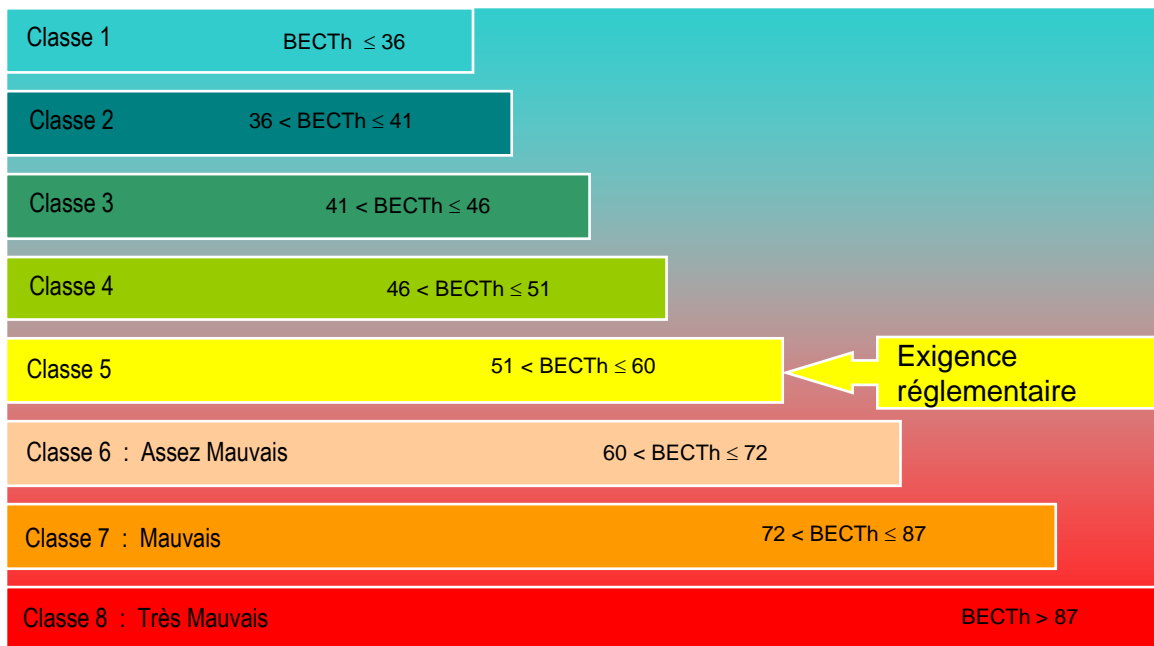 Classe 1 BECTh ≤ 36
Classe 2 36 < BECTh ≤ 41
Classe 3 41 < BECTh ≤ 46
Classe 4 46 < BECTh ≤ 51
Classe 5 51 < BECTh ≤ 60
Exigence
réglementaire
Classe 6 : Assez Mauvais 60 < BECTh ≤ 72
Classe 7 : Mauvais 72 < BECTh ≤ 87
Classe 8 : Très Mauvais BECTh > 87